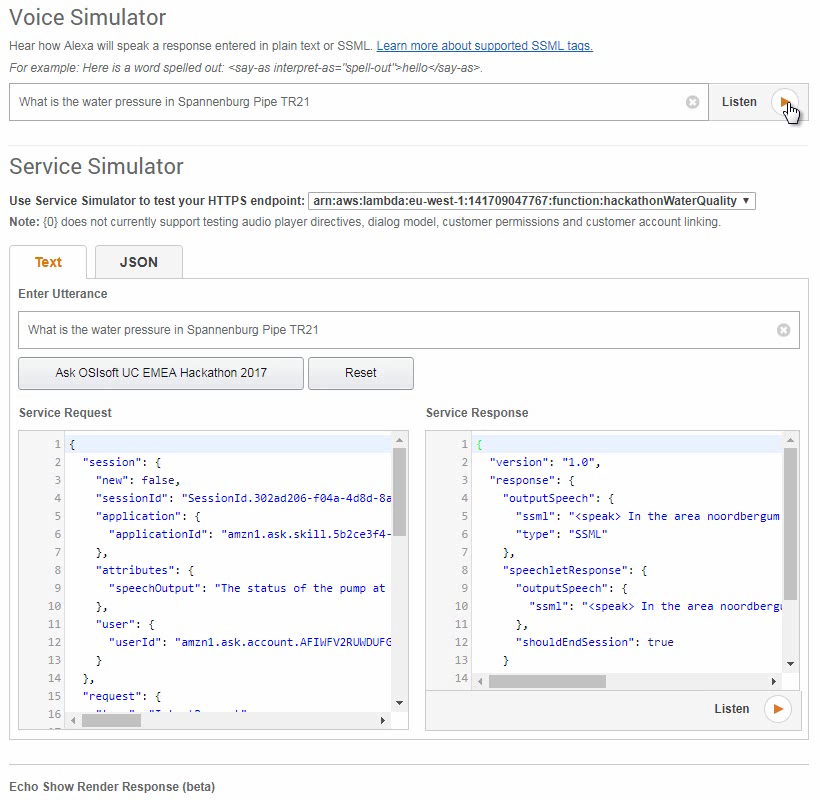 Voice Simulator
Hear how Alexa will speak a response entered in plain text or SSML. Learn more about supported SSML tags.
For example: Here is a word spelled out: <say-as interpret-as="spell-out">hello</say-as>.
What is the water pressure in Spannenburg Pipe TR21
Listen
Service Simulator
Use Service Simulator to test your HTTPS endpoint: arn:aws:lambda:eu-west-1:141709047767:function:hackathonWaterQuality
Note: {0} does not currently support testing audio player directives, dialog model, customer permissions and customer account linking.
Text JSON
Enter Utterance
What is the water pressure in Spannenburg Pipe TR21
Ask OSIsoft UC EMEA Hackathon 2017 Reset
Service Request
1 {
2 "session": {
3 "new": false,
4 "sessionId": "SessionId.302ad206-f04a-4d8d-8a
5 "application": {
6 "applicationId": "amzn1.ask.skill.5b2ce3f4-
7 },
8 "attributes": {
9 "speechOutput": "The status of the pump at
10 },
11 "user": {
12 "userId": "amzn1.ask.account.AFIWFV2RUWDUFG
13 }
14 },
15 "request": {
16
Service Response
1 {
2 "version": "1.0",
3 "response": {
4 "outputSpeech": {
5 "ssml": "<speak> In the area noordbergum
6 "type": "SSML"
7 },
8 "speechletResponse": {
9 "outputSpeech": {
10 "ssml": "<speak> In the area noordbergu
11 },
12 "shouldEndSession": true
13 }
14
Listen
Echo Show Render Response (beta)